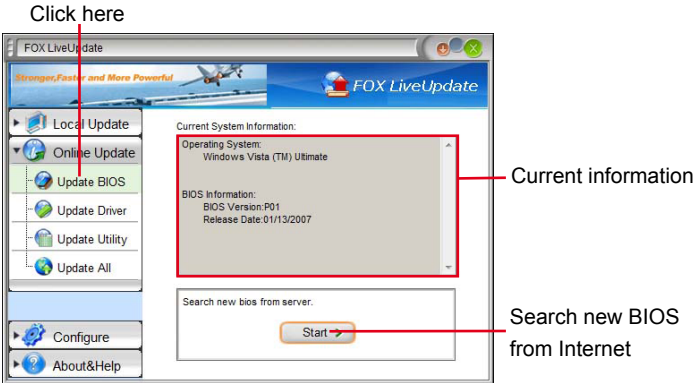 Click here
FOX LiveUpdate
Stronger,Faster and More Powerful
FOX LiveUpdate
Local Update
Online Update
Update BIOS
Update Driver
Update Utility
Update All
Configure
About&Help
Current System Information:
Operating System:
Windows Vista (TM) Ultimate
BIOS Information:
BIOS Version:P01
Release Date:01/13/2007
Search new bios from server.
Start
Current information
Search new BIOS
from Internet